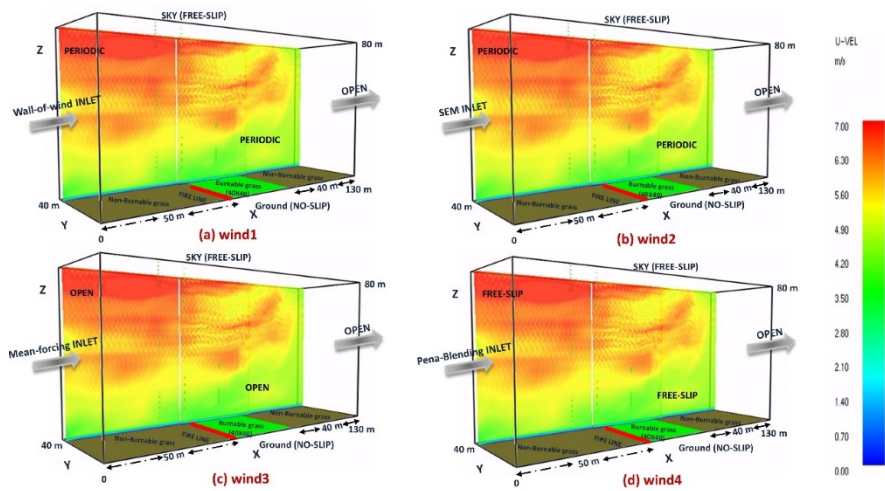 SKY (FREE-SLIP)
Z
PERIODIC
80 m
OPEN
Wall-of-wind INLET
PERIODIC
40 m
Y
0
Non-Burnable grass
50 m
FIRE LINE
Burnable grass
(40X40)
Non-Burnable grass
X
40 m
130 m
Ground (NO-SLIP)
(a) wind1
SKY (FREE-SLIP)
Z
PERIODIC
80 m
OPEN
SEM INLET
PERIODIC
40 m
Y
0
Non-Burnable grass
50 m
FIRE LINE
Burnable grass
(40X40)
Non-Burnable grass
X
40 m
130 m
Ground (NO-SLIP)
(b) wind2
SKY (FREE-SLIP)
Z
OPEN
80 m
OPEN
Mean-forcing INLET
OPEN
40 m
Y
0
Non-Burnable grass
50 m
FIRE LINE
Burnable grass
(40X40)
Non-Burnable grass
X
40 m
130 m
Ground (NO-SLIP)
(c) wind3
SKY (FREE-SLIP)
Z
FREE-SLIP
80 m
OPEN
Pena-Blending INLET
FREE-SLIP
40 m
Y
0
Non-Burnable grass
50 m
FIRE LINE
Burnable grass
(40X40)
Non-Burnable grass
X
40 m
130 m
Ground (NO-SLIP)
(d) wind4
U-VEL
m/s
7.00
6.30
5.60
4.90
4.20
3.50
2.80
2.10
1.40
0.70
0.00